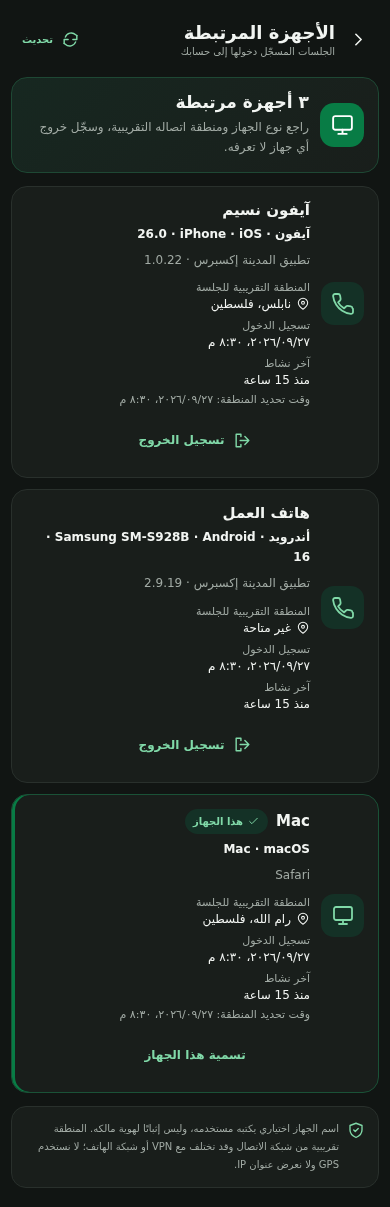 الأجهزة المرتبطة
الجلسات المسجّل دخولها إلى حسابك
تحديث
٣ أجهزة مرتبطة
راجع نوع الجهاز ومنطقة اتصاله التقريبية، وسجّل خروج
أي جهاز لا تعرفه.
آيفون نسيم
آيفون · iPhone · iOS · 26.0
تطبيق المدينة إكسبرس · 1.0.22
المنطقة التقريبية للجلسة
نابلس، فلسطين
تسجيل الدخول
٢٠٢٦/٠٩/٢٧، ٨:٣٠ م
آخر نشاط
منذ 15 ساعة
وقت تحديد المنطقة: ٢٠٢٦/٠٩/٢٧، ٨:٣٠ م
تسجيل الخروج
هاتف العمل
أندرويد · Samsung SM-S928B · Android ·
16
تطبيق المدينة إكسبرس · 2.9.19
المنطقة التقريبية للجلسة
غير متاحة
تسجيل الدخول
٢٠٢٦/٠٩/٢٧، ٨:٣٠ م
آخر نشاط
منذ 15 ساعة
تسجيل الخروج
Mac هذا الجهاز
Mac · macOS
Safari
المنطقة التقريبية للجلسة
رام الله، فلسطين
تسجيل الدخول
٢٠٢٦/٠٩/٢٧، ٨:٣٠ م
آخر نشاط
منذ 15 ساعة
وقت تحديد المنطقة: ٢٠٢٦/٠٩/٢٧، ٨:٣٠ م
تسمية هذا الجهاز
اسم الجهاز اختياري يكتبه مستخدمه، وليس إثباتًا لهوية مالكه. المنطقة
تقريبية من شبكة الاتصال وقد تختلف مع VPN أو شبكة الهاتف؛ لا نستخدم
GPS ولا نعرض عنوان IP.